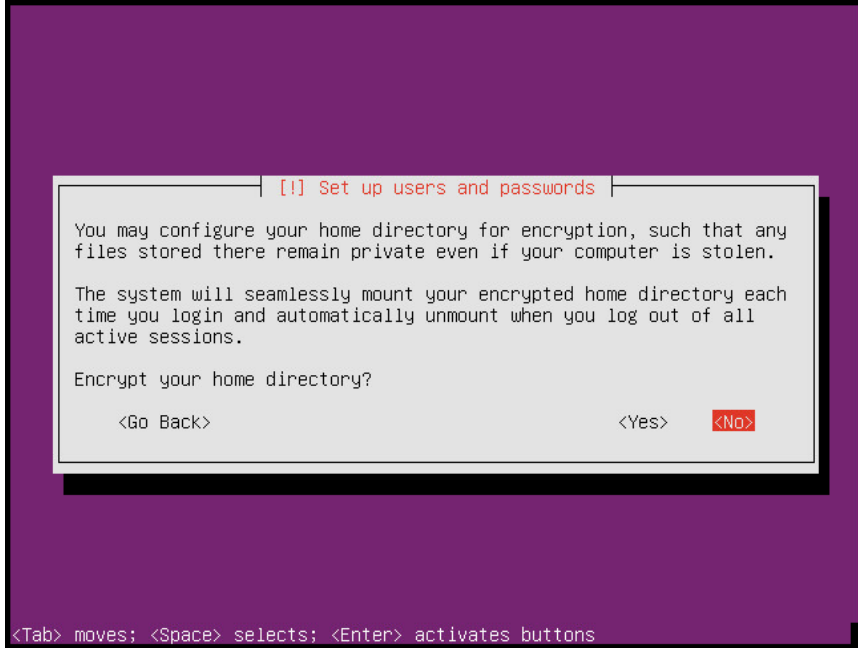 [!] Set up users and passwords
You may configure your home directory for encryption, such that any
files stored there remain private even if your computer is stolen.
The system will seamlessly mount your encrypted home directory each
time you login and automatically unmount when you log out of all
active sessions.
Encrypt your home directory?
<Go Back> <Yes> <No>
<Tab> moves; <Space> selects; <Enter> activates buttons